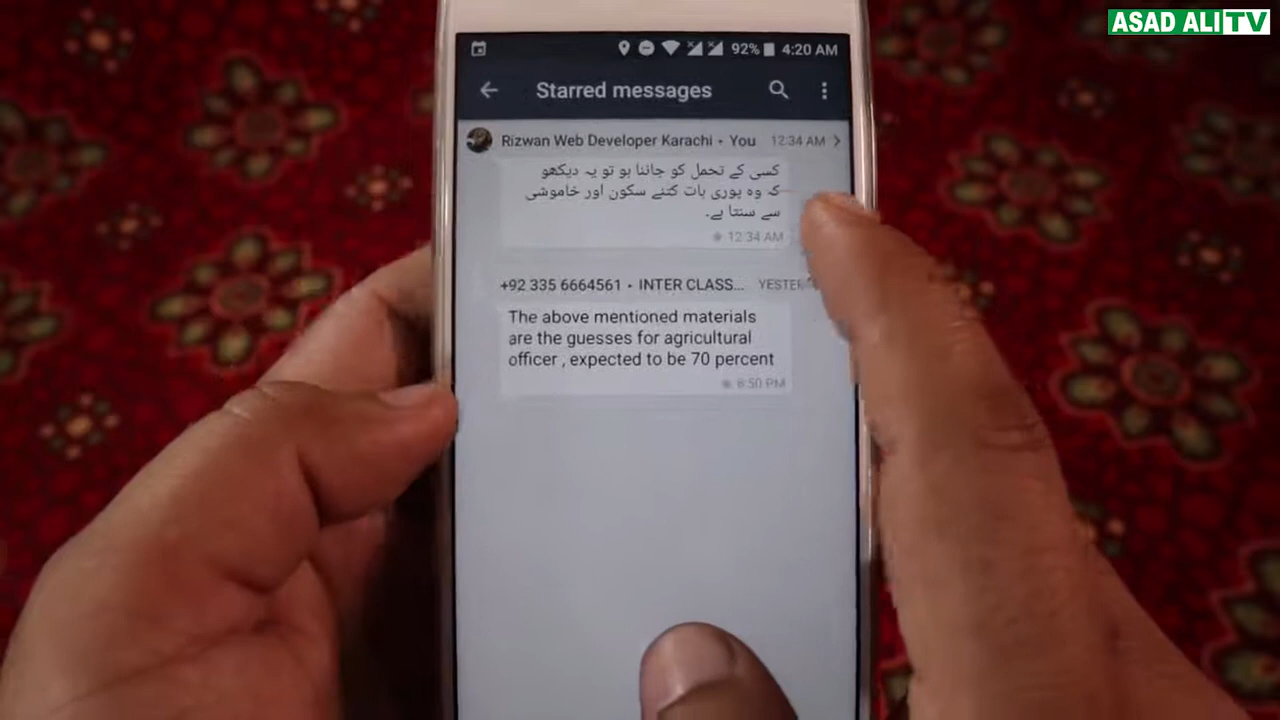 ASAD ALI TV
92% 4:20 AM
Starred messages
Rizwan Web Developer Karachi • You 12:34 AM
کسی کے تحمل کو جاننا ہو تو یہ دیکھو
کہ وہ پوری بات کتنے سکون اور خاموشی
سے سنتا ہے۔
12:34 AM
+92 335 6664561 • INTER CLASS...
The above mentioned materials
are the guesses for agricultural
officer , expected to be 70 percent
8:50 PM